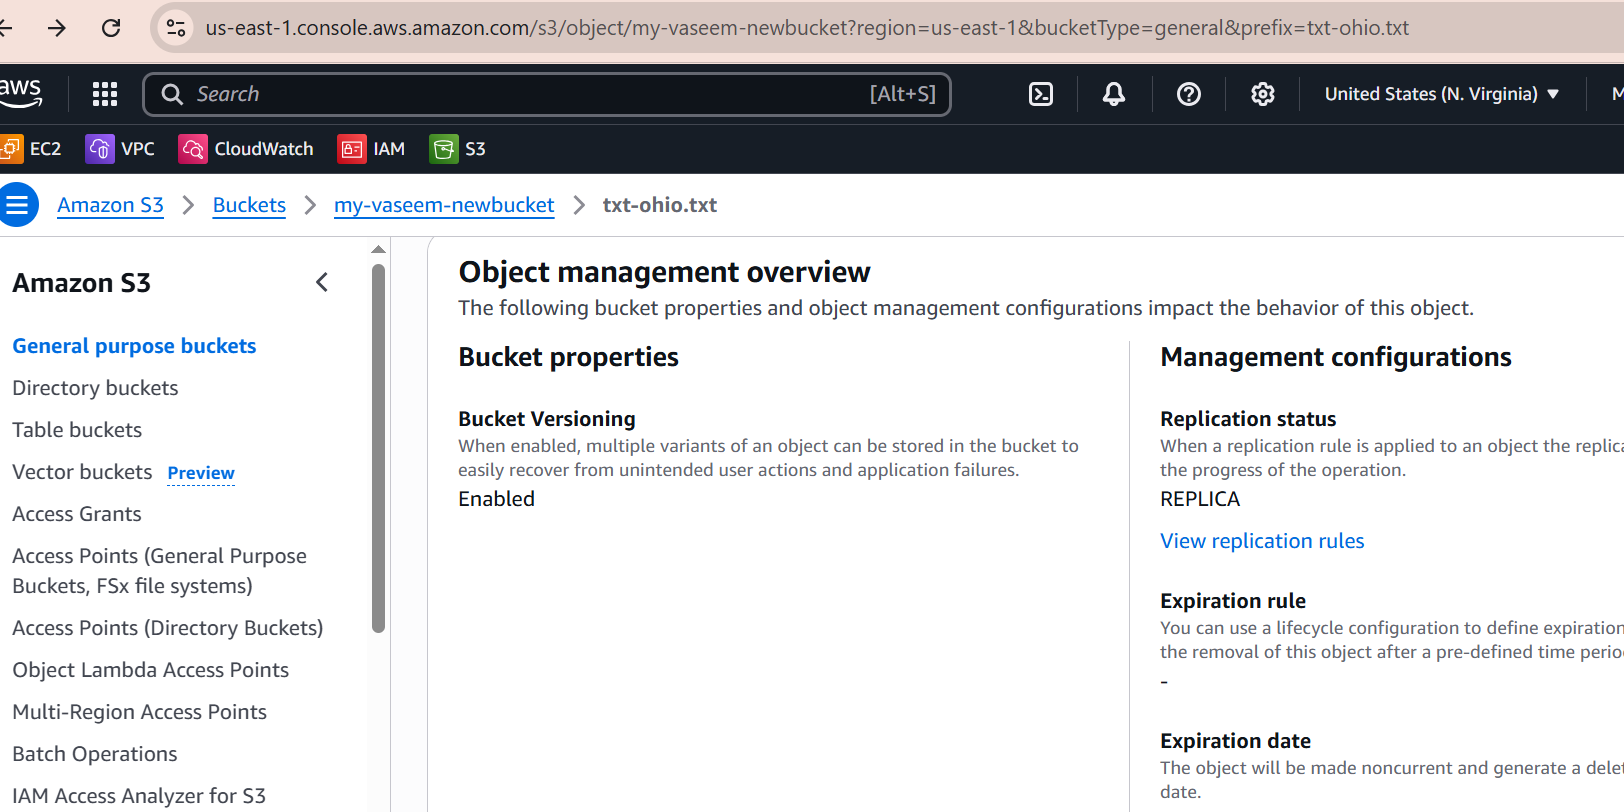 us-east-1.console.aws.amazon.com/s3/object/my-vaseem-newbucket?region=us-east-1&bucketType=general&prefix=txt-ohio.txt
aws
Search [Alt+S] United States (N. Virginia)
EC2 VPC CloudWatch IAM S3
Amazon S3 Buckets my-vaseem-newbucket txt-ohio.txt
Amazon S3
General purpose buckets
Directory buckets
Table buckets
Vector buckets Preview
Access Grants
Access Points (General Purpose
Buckets, FSx file systems)
Access Points (Directory Buckets)
Object Lambda Access Points
Multi-Region Access Points
Batch Operations
IAM Access Analyzer for S3
Object management overview
The following bucket properties and object management configurations impact the behavior of this object.
Bucket properties
Bucket Versioning
When enabled, multiple variants of an object can be stored in the bucket to
easily recover from unintended user actions and application failures.
Enabled
Management configurations
Replication status
When a replication rule is applied to an object the
the progress of the operation.
REPLICA
View replication rules
Expiration rule
You can use a lifecycle configuration to define expiration
the removal of this object after a pre-defined time
-
Expiration date
The object will be made noncurrent and generate a
date.